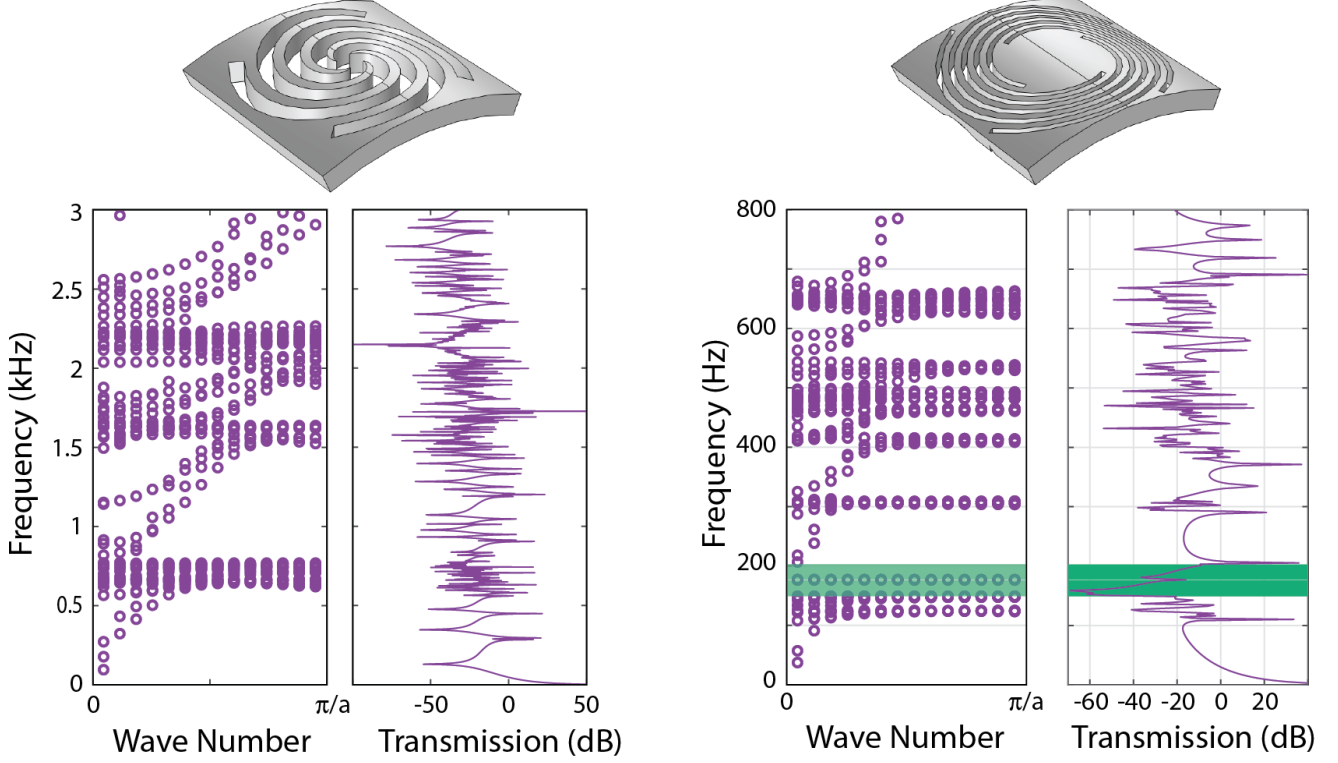 3
2.5
2
1.5
1
0.5
0
Frequency (kHz)
0
π/a
Wave Number
-50
0
50
Transmission (dB)
800
600
400
200
0
Frequency (Hz)
0
π/a
Wave Number
-60
-40
-20
0
20
Transmission (dB)